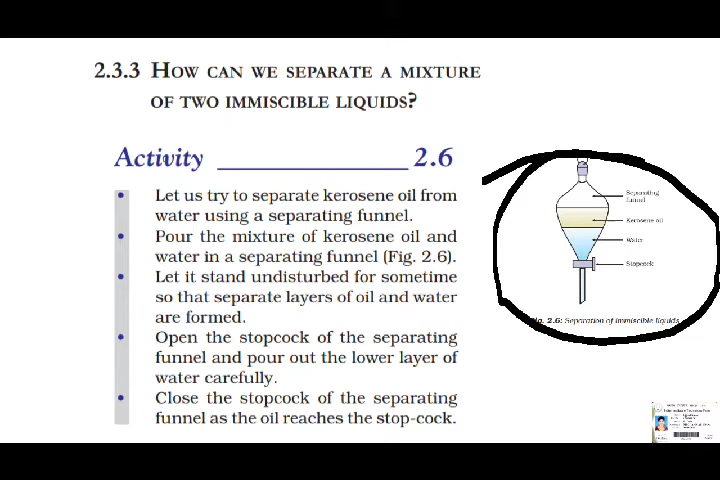 2.3.3 HOW CAN WE SEPARATE A MIXTURE
OF TWO IMMISCIBLE LIQUIDS?
Activity 2.6
• Let us try to separate kerosene oil from
water using a separating funnel.
• Pour the mixture of kerosene oil and
water in a separating funnel (Fig. 2.6).
• Let it stand undisturbed for sometime
so that separate layers of oil and water
are formed.
• Open the stopcock of the separating
funnel and pour out the lower layer of
water carefully.
• Close the stopcock of the separating
funnel as the oil reaches the stop-cock.
Separating
funnel
Kerosene oil
Water
Stopcock
2.6: Separation of immiscible liquids